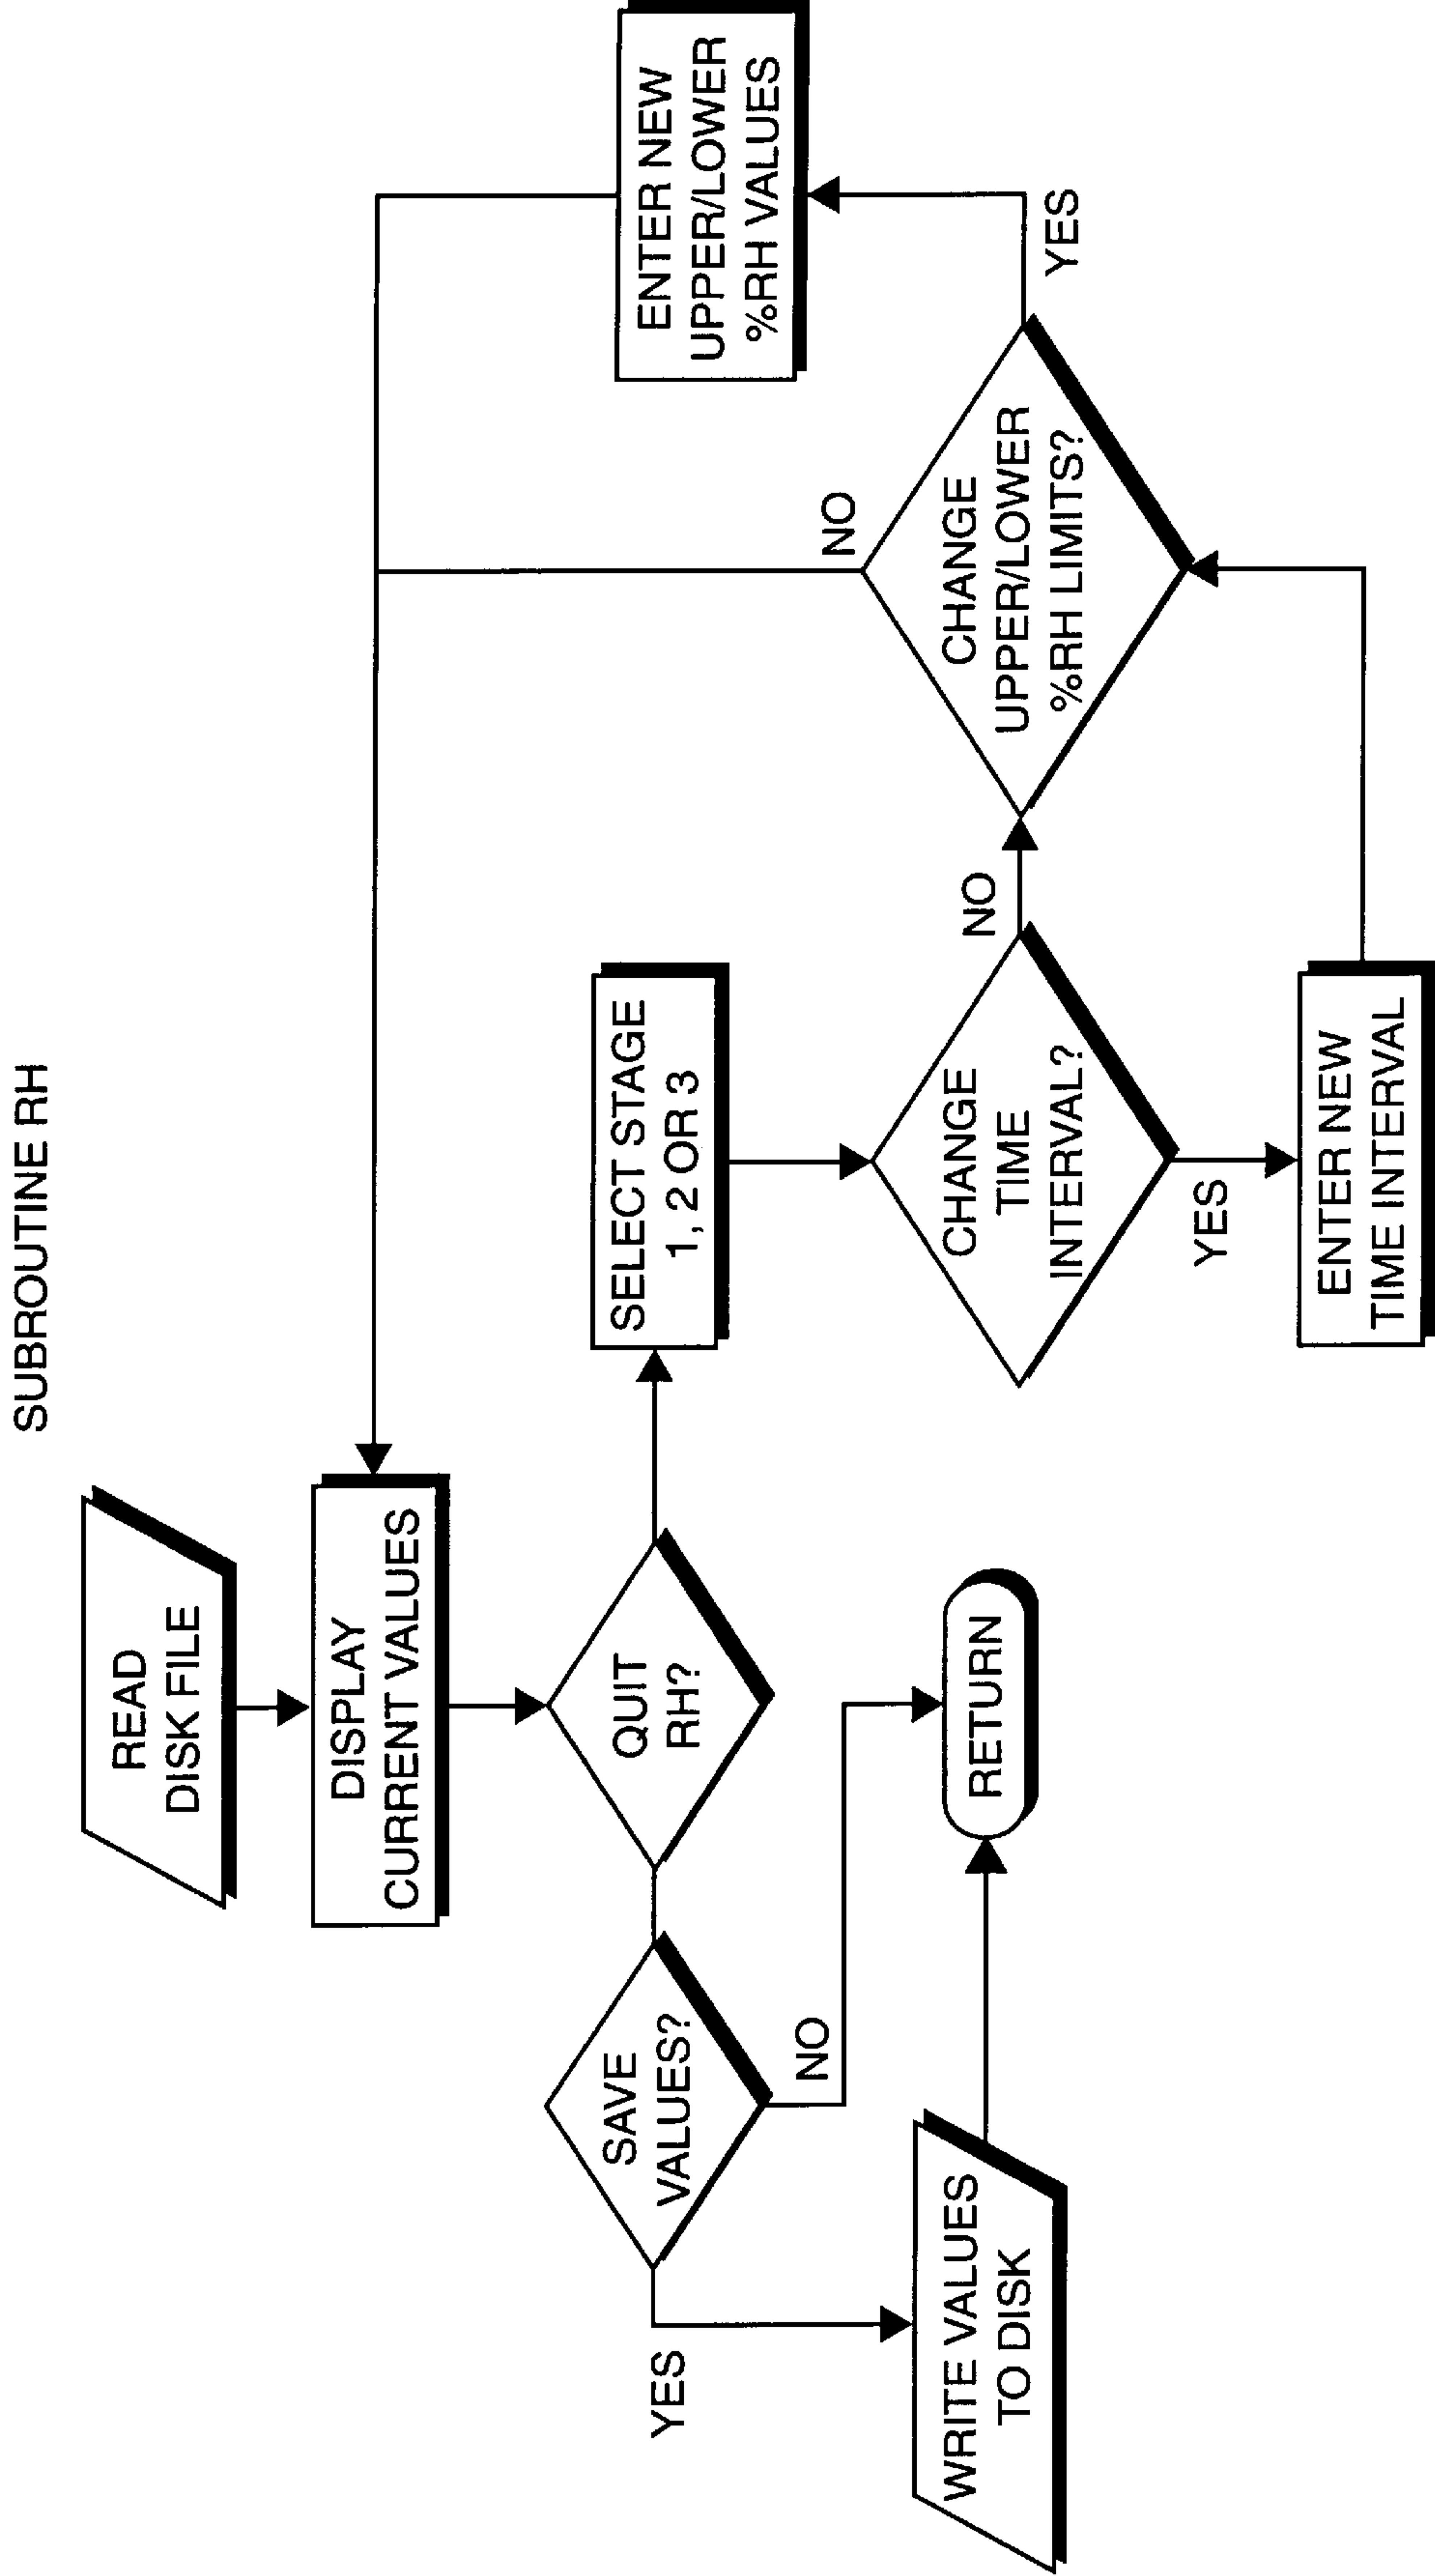 SUBROUTINE RH
READ
DISK FILE
DISPLAY
CURRENT VALUES
QUIT
RH?
SAVE
VALUES?
YES
NO
WRITE VALUES
TO DISK
RETURN
SELECT STAGE
1, 2 OR 3
CHANGE
TIME
INTERVAL?
NO
YES
ENTER NEW
TIME INTERVAL
CHANGE
UPPER/LOWER
%RH LIMITS?
NO
YES
ENTER NEW
UPPER/LOWER
%RH VALUES